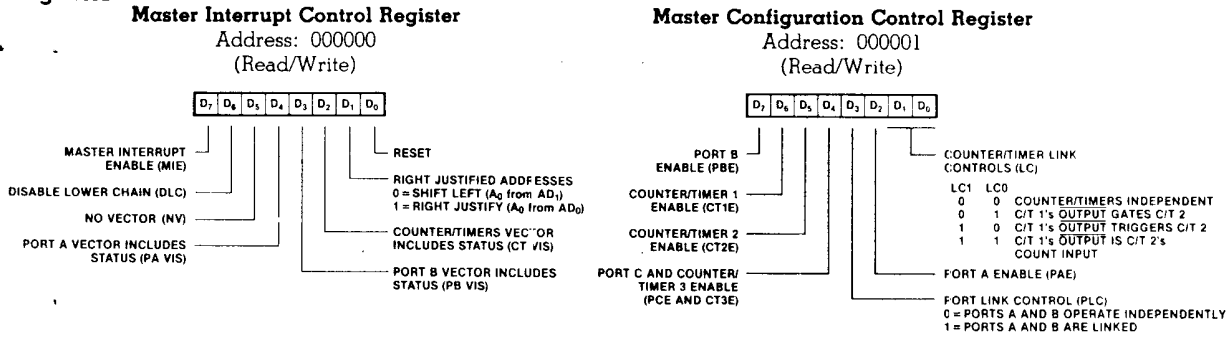 Master Interrupt Control Register
Address: 000000
(Read/Write)
D7 D6 D5 D4 D3 D2 D1 D0
MASTER INTERRUPT
ENABLE (MIE)
DISABLE LOWER CHAIN (DLC)
NO VECTOR (NV)
PORT A VECTOR INCLUDES
STATUS (PA VIS)
RESET
RIGHT JUSTIFIED ADDRESSES
0 = SHIFT LEFT (A0 from AD1)
1 = RIGHT JUSTIFY (A0 from AD0)
COUNTER/TIMERS VECTOR
INCLUDES STATUS (CT VIS)
PORT B VECTOR INCLUDES
STATUS (PB VIS)
Master Configuration Control Register
Address: 000001
(Read/Write)
D7 D6 D5 D4 D3 D2 D1 D0
PORT B
ENABLE (PBE)
COUNTER/TIMER 1
ENABLE (CT1E)
COUNTER/TIMER 2
ENABLE (CT2E)
PORT C AND COUNTER/
TIMER 3 ENABLE
(PCE AND CT3E)
COUNTER/TIMER LINK
CONTROLS (LC)
LC1 LC0
0 0 COUNTER/TIMERS INDEPENDENT
0 1 C/T 1's OUTPUT GATES C/T 2
1 0 C/T 1's OUTPUT TRIGGERS C/T 2
1 1 C/T 1's OUTPUT IS C/T 2's
COUNT INPUT
PORT A ENABLE (PAE)
PORT LINK CONTROL (PLC)
0 = PORTS A AND B OPERATE INDEPENDENTLY
1 = PORTS A AND B ARE LINKED